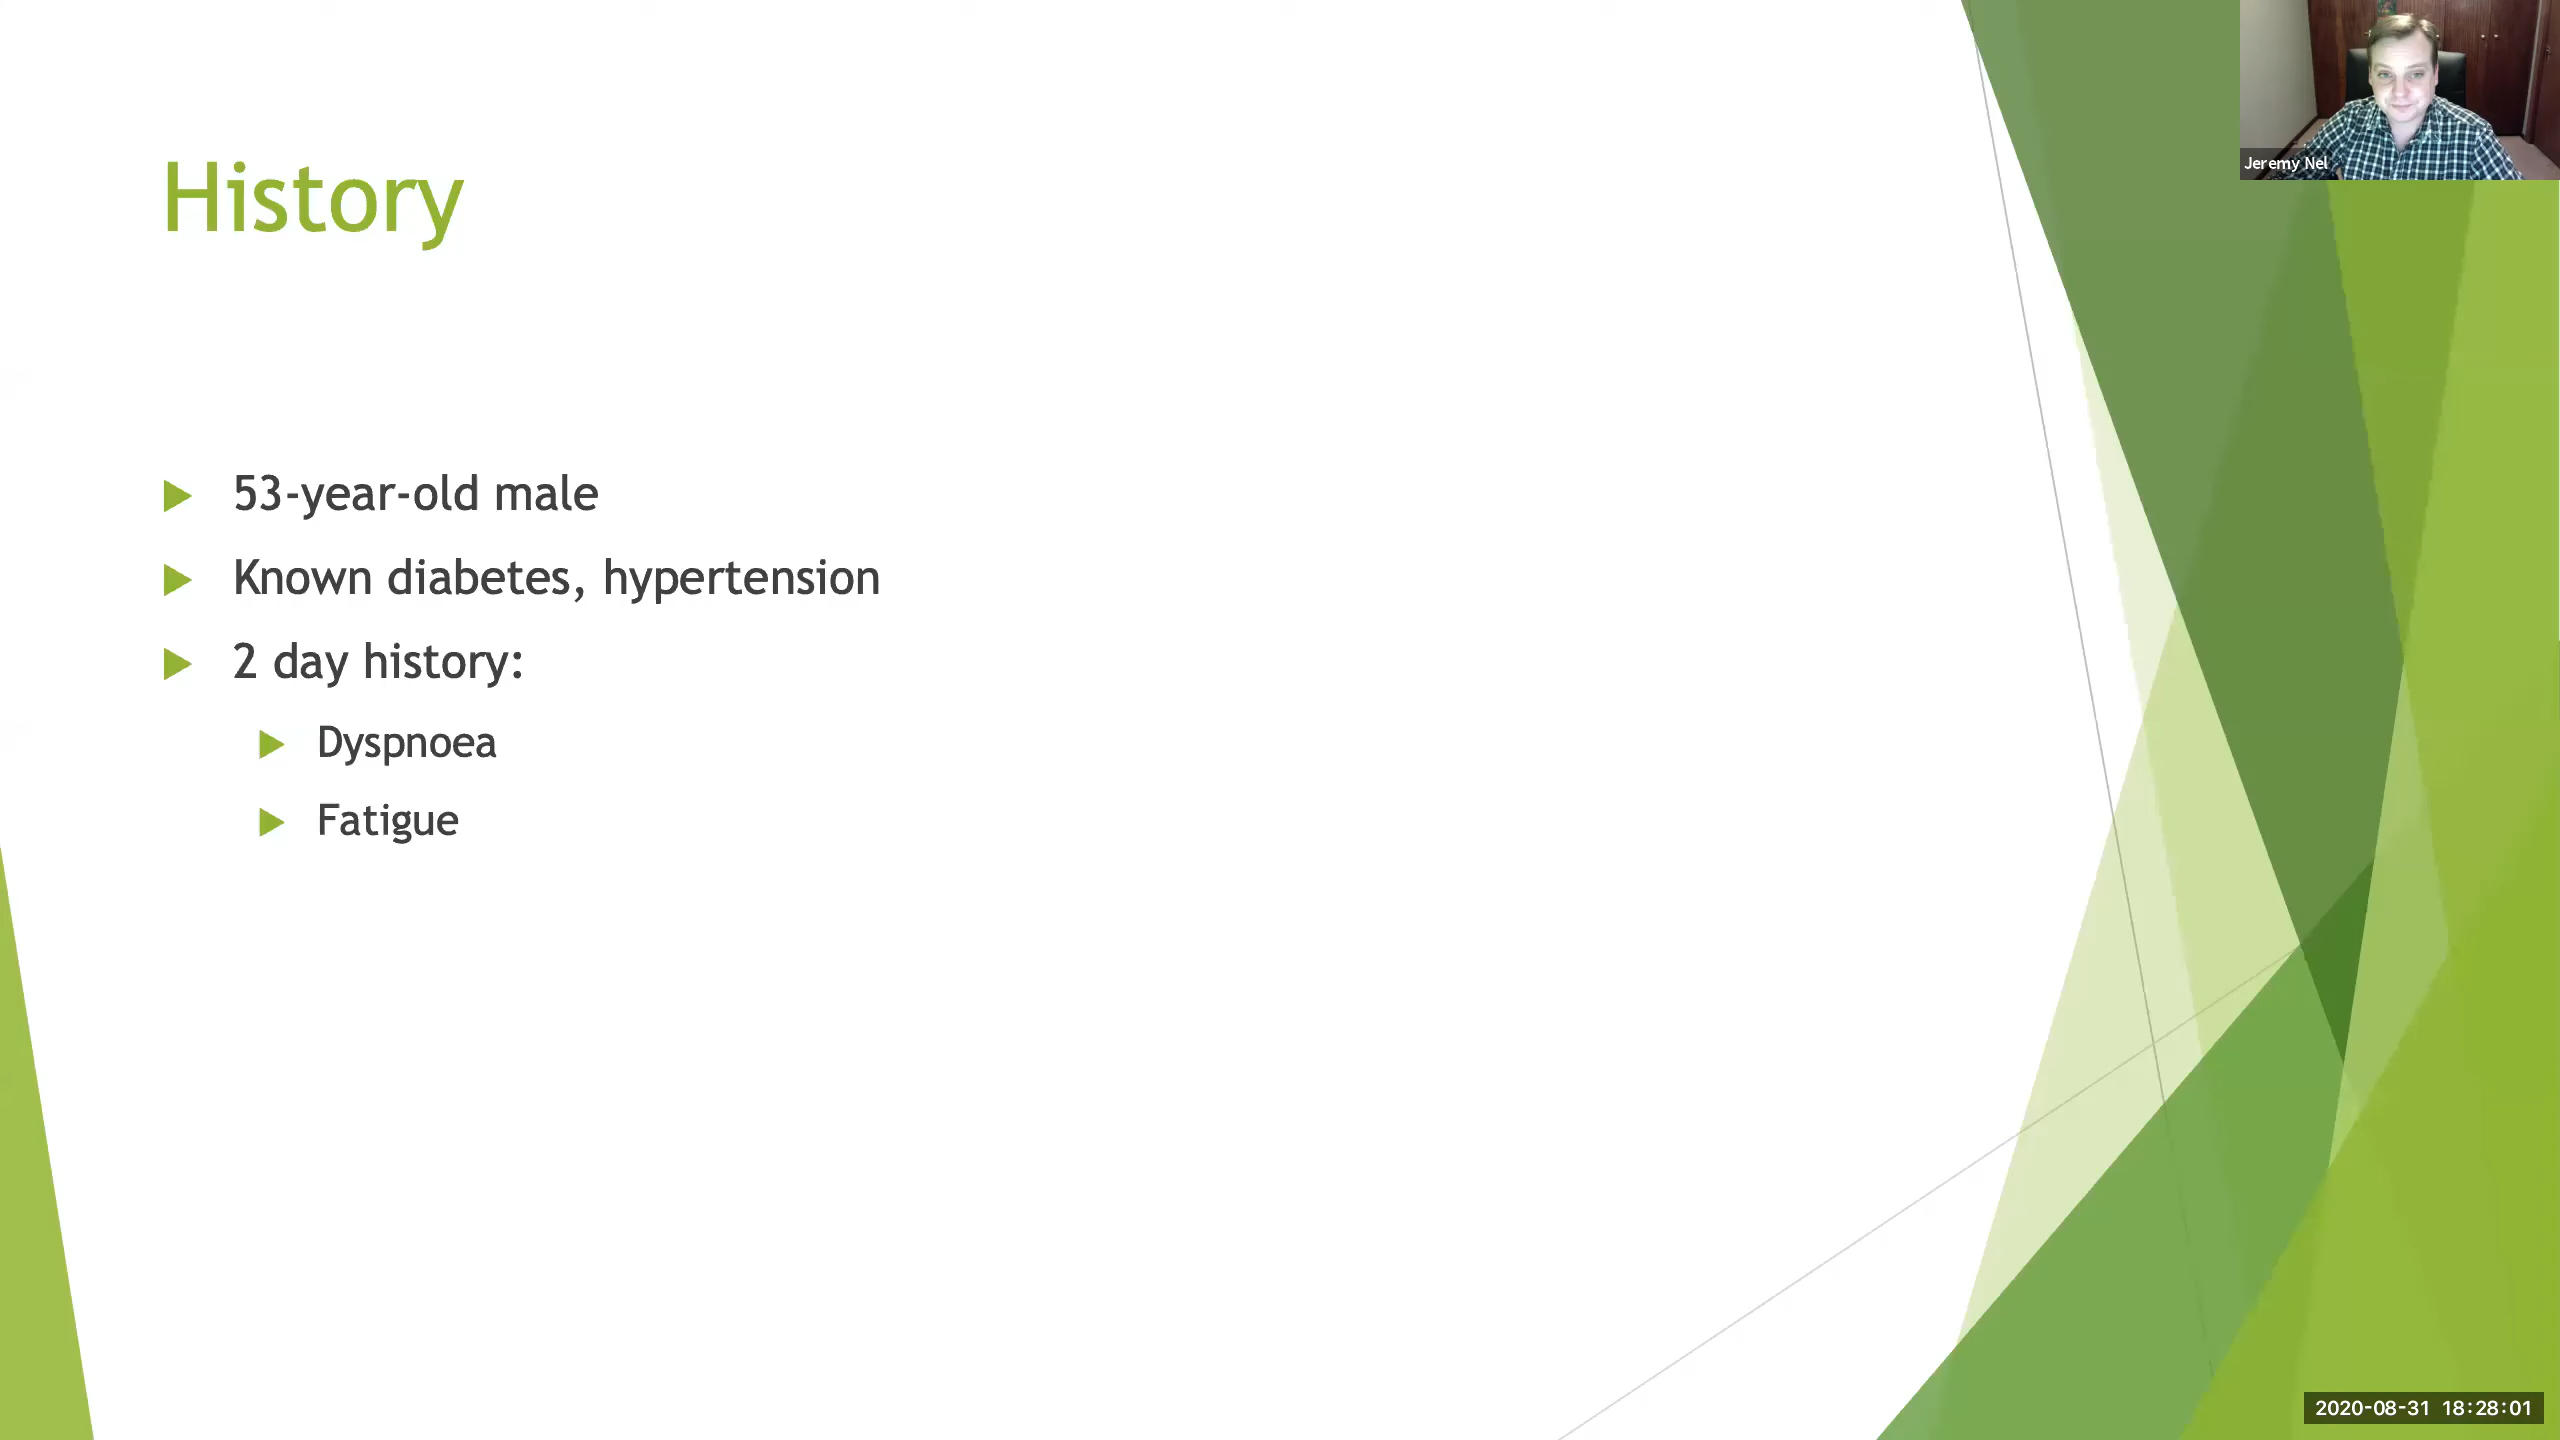 History
53-year-old male
Known diabetes, hypertension
2 day history:
Dyspnoea
Fatigue
Jeremy Nel
2020-08-31 18:28:01